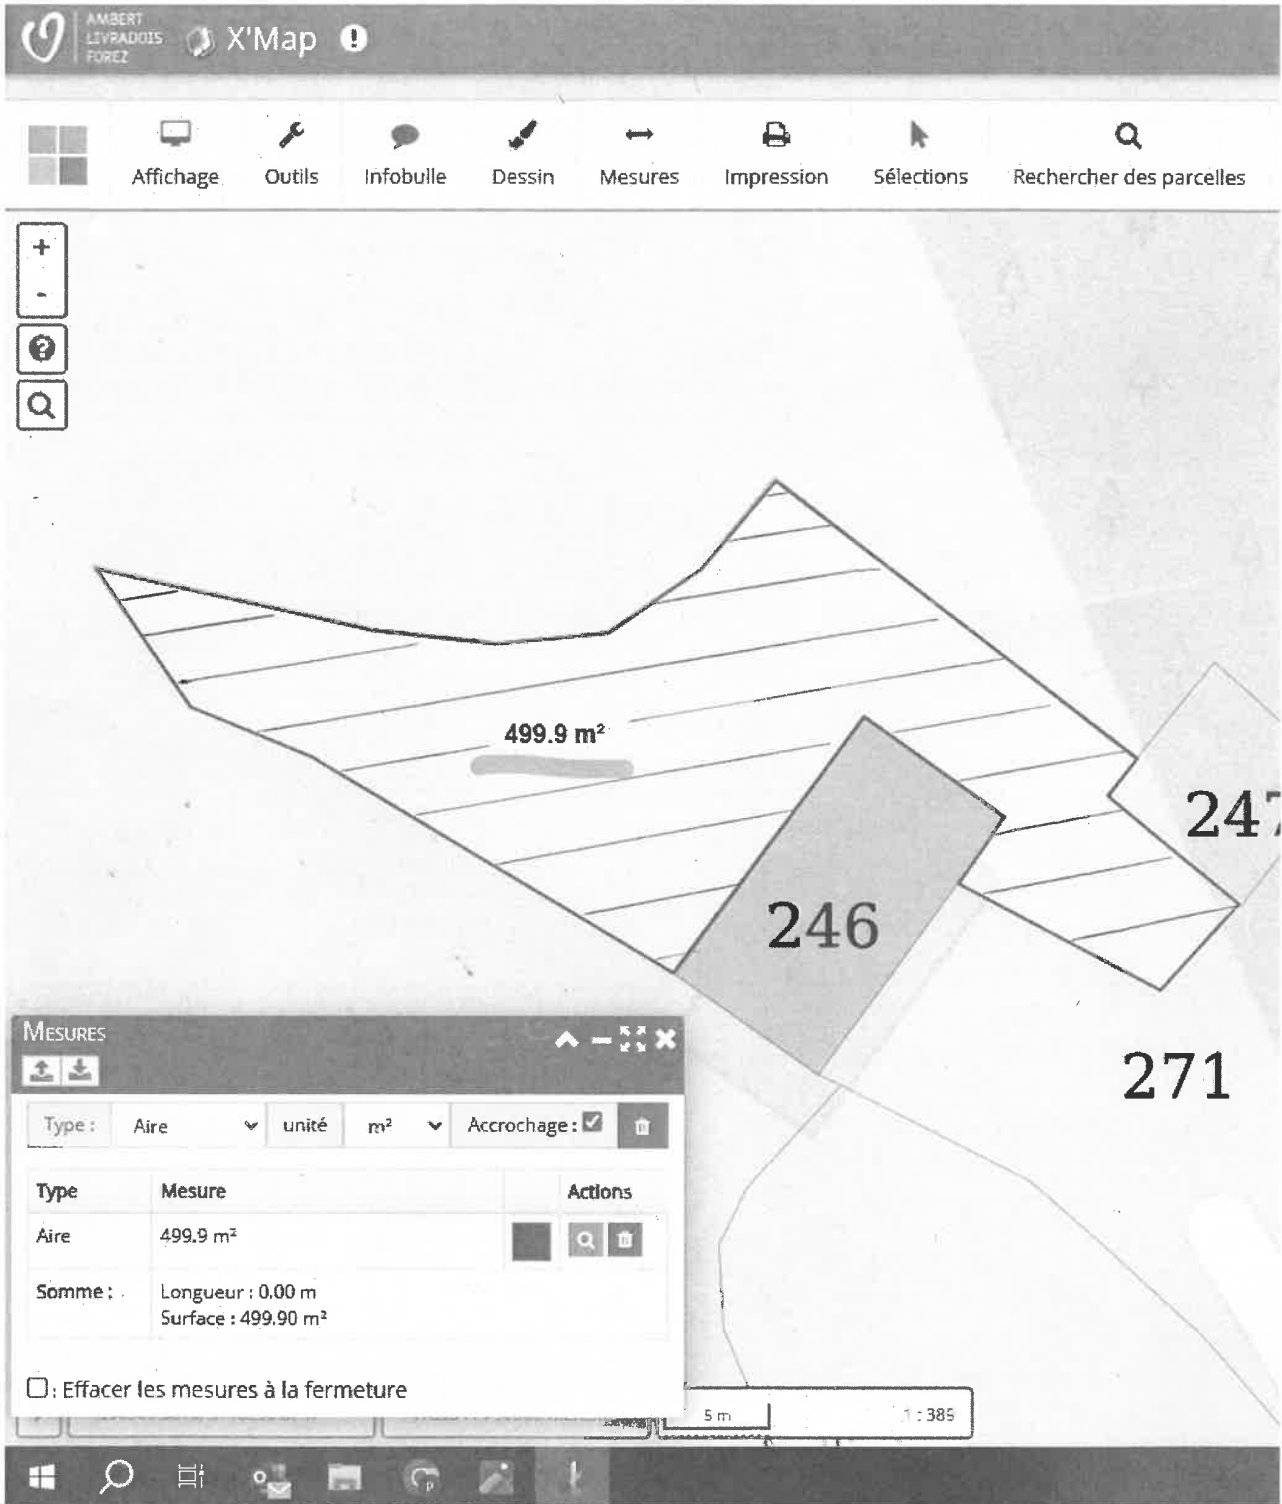 AMBERT
LIVRADOIS
FOREZ
X'Map
Affichage Outils Infobulle Dessin Mesures Impression Sélections Rechercher des parcelles
+
-
499.9 m²
247
246
271
MESURES
Type : Aire unité m² Accrochage :
Type Mesure Actions
Aire 499.9 m²
Somme : Longueur : 0.00 m
Surface : 499.90 m²
: Effacer les mesures à la fermeture
5 m 1 : 385